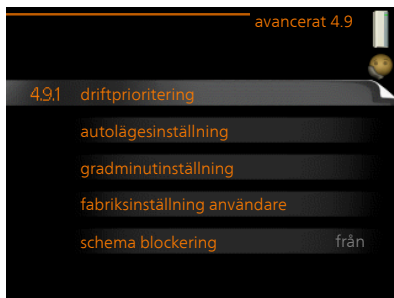 avancerat 4.9
4.9.1 driftprioritering
autolägesinställning
gradminutinställning
fabriksinställning användare
schema blockering från